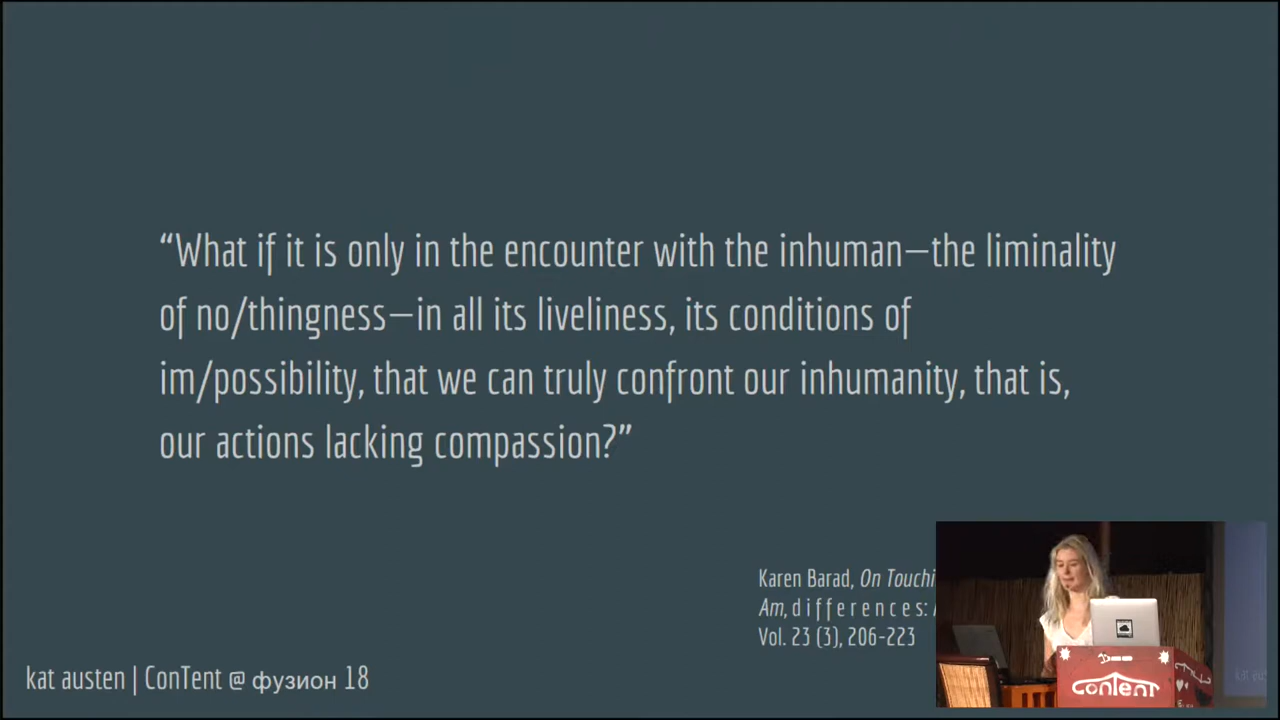 “What if it is only in the encounter with the inhuman—the liminality
of no/thingness—in all its liveliness, its conditions of
im/possibility, that we can truly confront our inhumanity, that is,
our actions lacking compassion?”
Karen Barad, On
Am, d i f f e r e n c e s:
Vol. 23 (3), 206-223
kat austen | ConTent @ фузион 18
conTenT